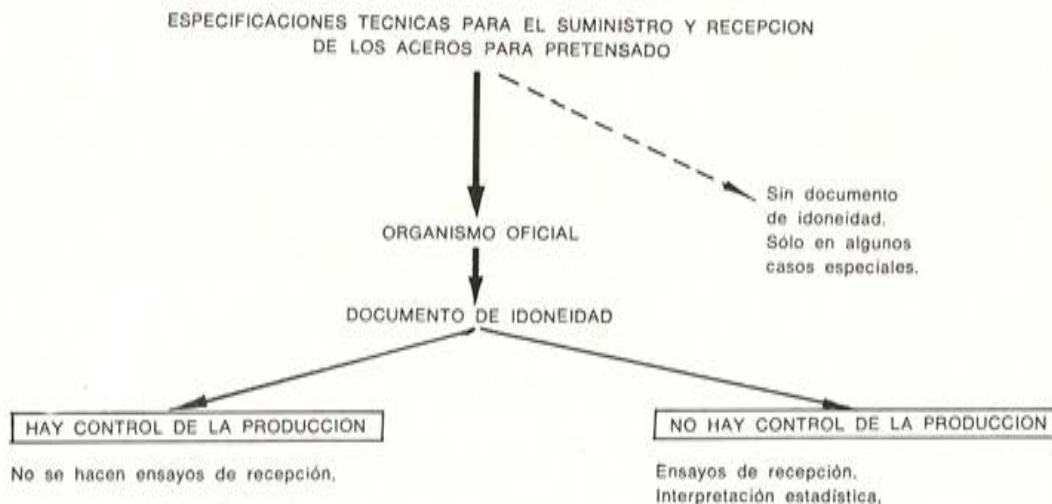 ESPECIFICACIONES TECNICAS PARA EL SUMINISTRO Y RECEPCION
DE LOS ACEROS PARA PRETENSADO
Sin documento
de idoneidad.
Sólo en algunos
casos especiales.
ORGANISMO OFICIAL
DOCUMENTO DE IDONEIDAD
HAY CONTROL DE LA PRODUCCION
No se hacen ensayos de recepción.
NO HAY CONTROL DE LA PRODUCCION
Ensayos de recepción.
Interpretación estadística.